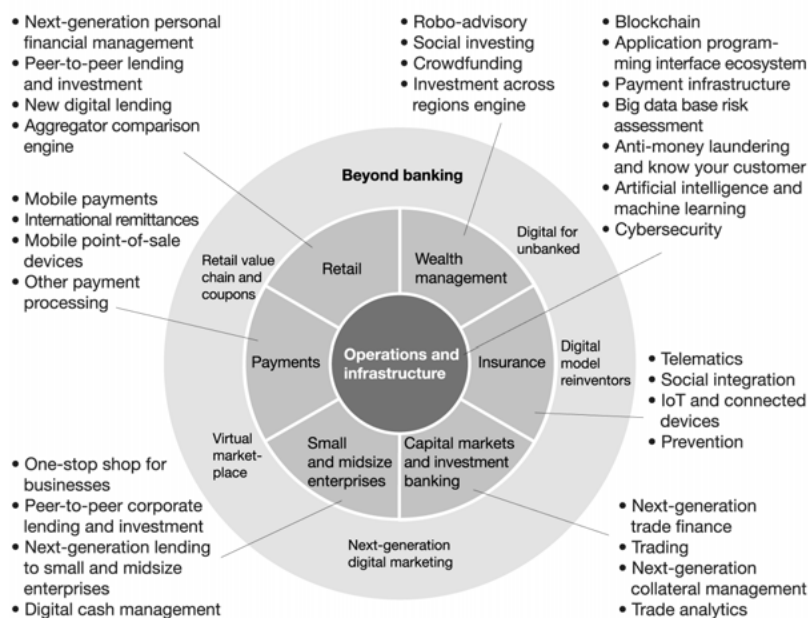 • Next-generation personal
financial management
• Peer-to-peer lending
and investment
• New digital lending
• Aggregator comparison
engine
• Robo-advisory
• Social investing
• Crowdfunding
• Investment across
regions engine
• Blockchain
• Application program-
ming interface ecosystem
• Payment infrastructure
• Big data base risk
assessment
• Anti-money laundering
and know your customer
• Artificial intelligence and
machine learning
• Cybersecurity
• Mobile payments
• International remittances
• Mobile point-of-sale
devices
• Other payment
processing
Beyond banking
Retail value
chain and
coupons
Retail
Wealth
management
Digital for
unbanked
Payments
Operations and
infrastructure
Insurance
Digital
model
reinventors
• Telematics
• Social integration
• IoT and connected
devices
• Prevention
Virtual
market-
place
Small
and midsize
enterprises
Capital markets
and investment
banking
Next-generation
digital marketing
• One-stop shop for
businesses
• Peer-to-peer corporate
lending and investment
• Next-generation lending
to small and midsize
enterprises
• Digital cash management
• Next-generation
trade finance
• Trading
• Next-generation
collateral management
• Trade analytics